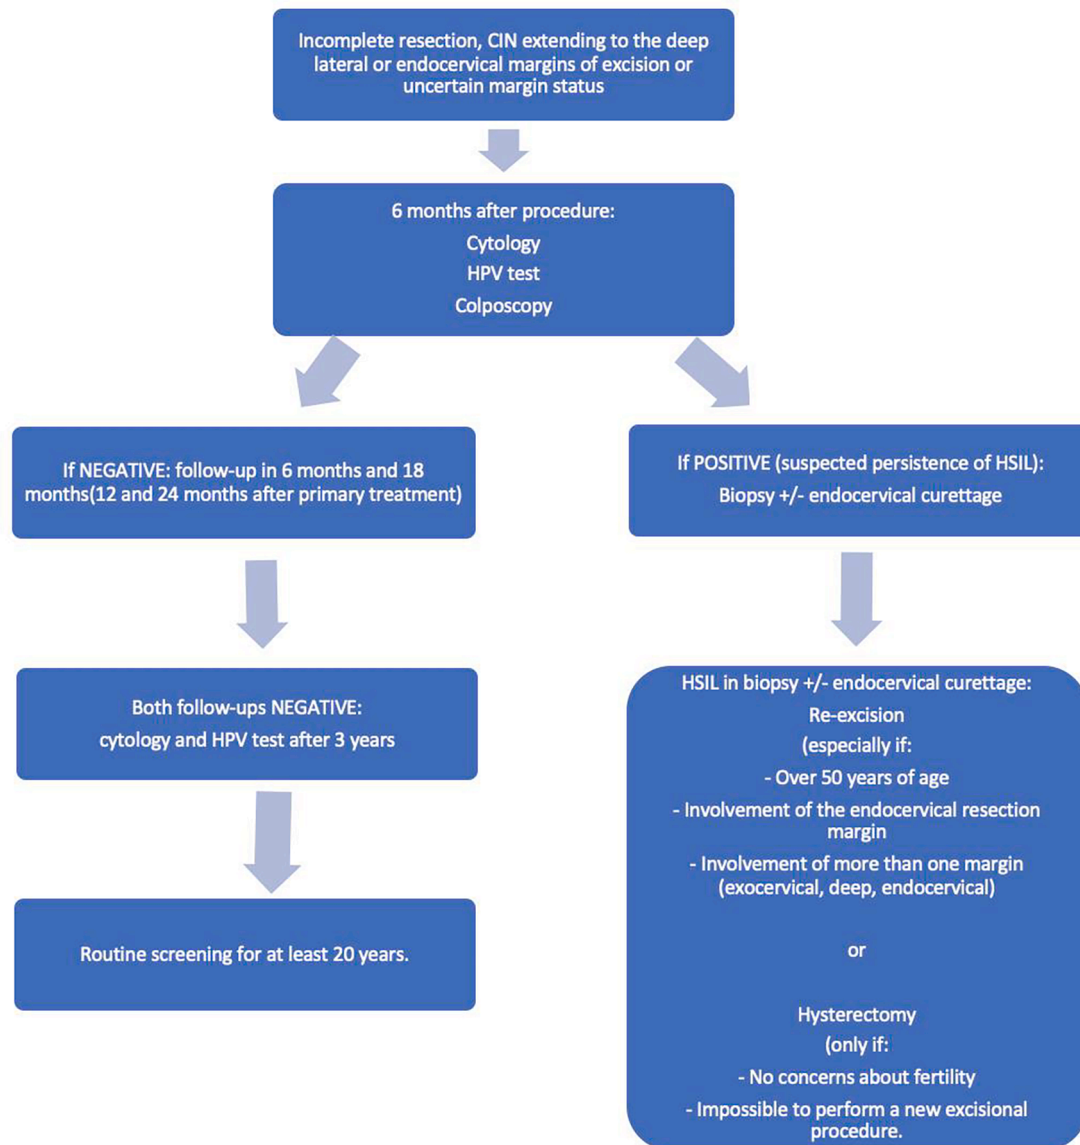 Incomplete resection, CIN extending to the deep
lateral or endocervical margins of excision or
uncertain margin status
6 months after procedure:
Cytology
HPV test
Colposcopy
If NEGATIVE: follow-up in 6 months and 18
months(12 and 24 months after primary treatment)
If POSITIVE (suspected persistence of HSIL):
Biopsy +/- endocervical curettage
Both follow-ups NEGATIVE:
cytology and HPV test after 3 years
Routine screening for at least 20 years.
HSIL in biopsy +/- endocervical curettage:
Re-excision
(especially if:
- Over 50 years of age
- Involvement of the endocervical resection
margin
- Involvement of more than one margin
(exocervical, deep, endocervical)
or
Hysterectomy
(only if:
- No concerns about fertility
- Impossible to perform a new excisional
procedure.